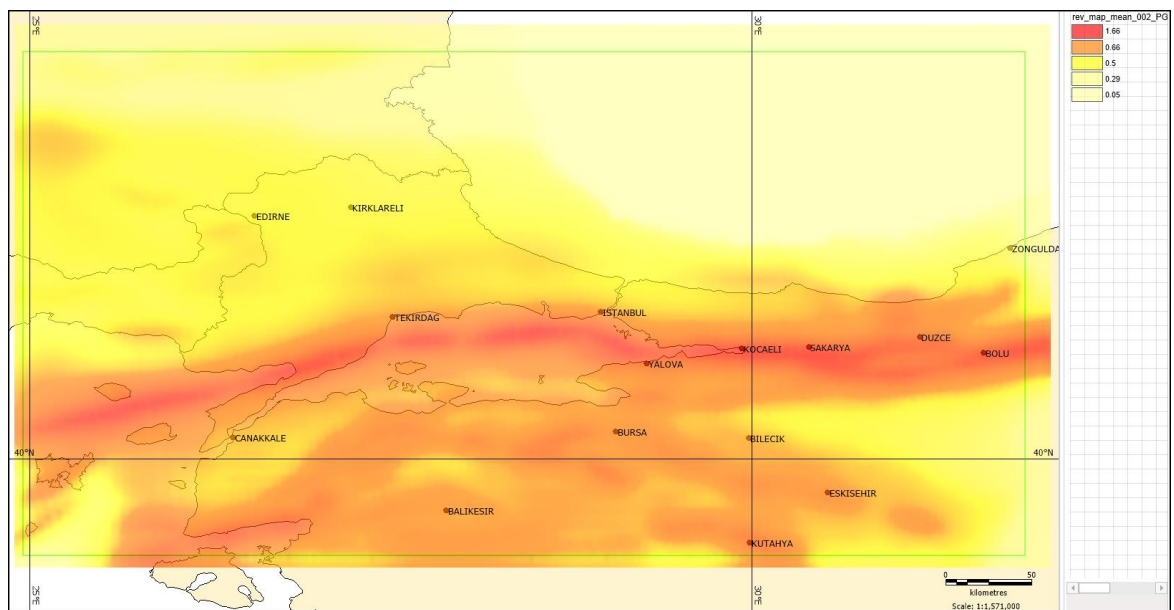 25°E
30°E
rev_map_mean_002_PG
1.66
0.66
0.5
0.29
0.05
KIRKLARELI
EDIRNE
ZONGULDA
ISTANBUL
TEKIRDAG
DUZCE
KOCAELI
SAKARYA
BOLU
YALOVA
BURSA
CANAKKALE
BILECIK
40°N
40°N
ESKISEHIR
BALIKESIR
KUTAHYA
0
50
kilometres
Scale: 1:1,571,000
25°E
30°E